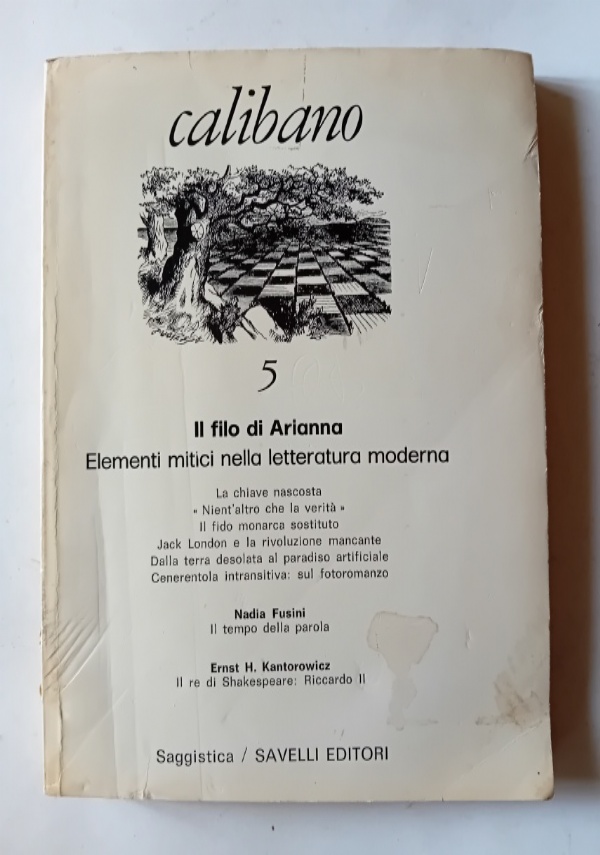 calibano
5
Il filo di Arianna
Elementi mitici nella letteratura moderna
La chiave nascosta
« Nient'altro che la verità »
Il fido monarca sostituto
Jack London e la rivoluzione mancante
Dalla terra desolata al paradiso artificiale
Cenerentola intransitiva: sul fotoromanzo
Nadia Fusini
Il tempo della parola
Ernst H. Kantorowicz
Il re di Shakespeare: Riccardo II
Saggistica / SAVELLI EDITORI